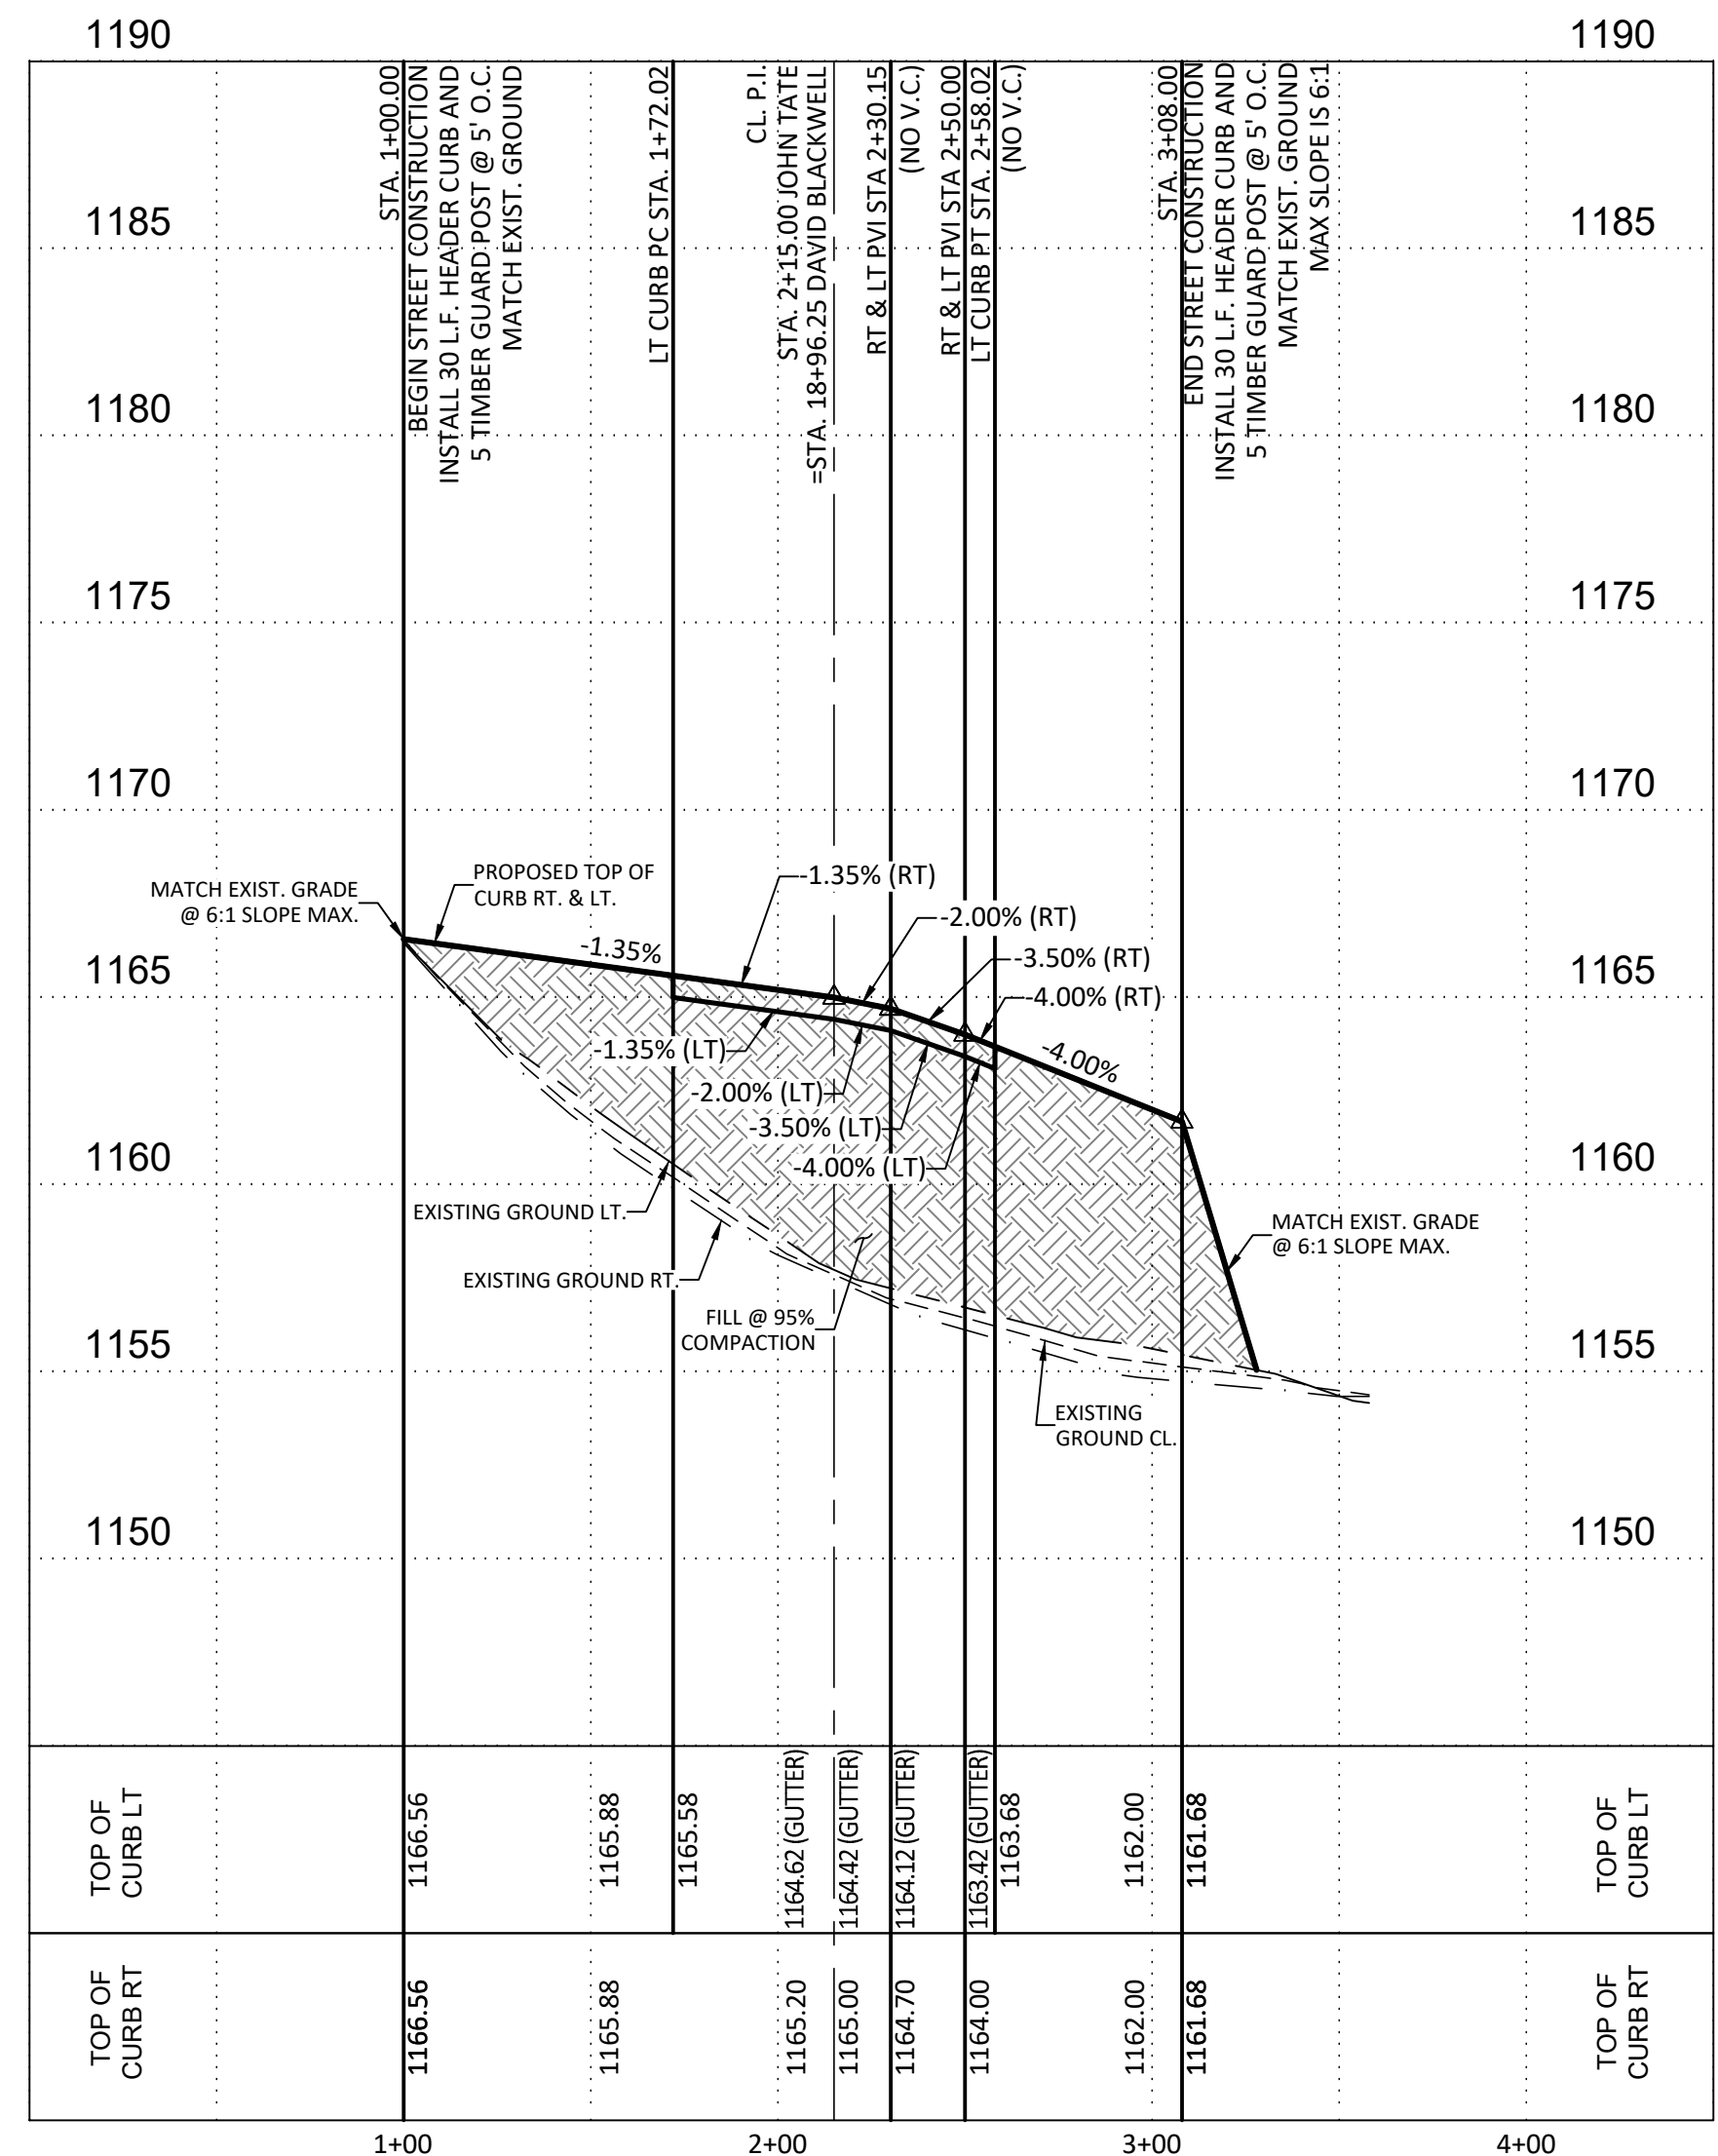 1190
1190
STA. 1+00.00
BEGIN STREET CONSTRUCTION
INSTALL 30 L.F. HEADER CURB AND
5 TIMBER GUARD POST @ 5' O.C.
MATCH EXIST. GROUND
LT CURB PC STA. 1+72.02
CL. P.I.
STA. 2+15.00 JOHN TATE
=STA. 18+96.25 DAVID BLACKWELL
RT & LT PVI STA 2+30.15
(NO V.C.)
RT & LT PVI STA 2+50.00
LT CURB PT STA. 2+58.02
(NO V.C.)
STA. 3+08.00
END STREET CONSTRUCTION
INSTALL 30 L.F. HEADER CURB AND
5 TIMBER GUARD POST @ 5' O.C.
MATCH EXIST. GROUND
MAX SLOPE IS 6:1
1185
1185
1180
1180
1175
1175
1170
1170
MATCH EXIST. GRADE
@ 6:1 SLOPE MAX.
PROPOSED TOP OF
CURB RT. & LT.
-1.35% (RT)
-2.00% (RT)
-1.35%
-3.50% (RT)
-4.00% (RT)
1165
1165
-1.35% (LT)
-4.00%
-2.00% (LT)
-3.50% (LT)
-4.00% (LT)
1160
1160
EXISTING GROUND LT.
MATCH EXIST. GRADE
@ 6:1 SLOPE MAX.
EXISTING GROUND RT.
FILL @ 95%
COMPACTION
1155
1155
EXISTING
GROUND CL.
1150
1150
TOP OF
CURB LT
1166.56
1165.88
1165.58
1164.62 (GUTTER)
1164.42 (GUTTER)
1164.12 (GUTTER)
1163.42 (GUTTER)
1163.68
1162.00
1161.68
TOP OF
CURB LT
TOP OF
CURB RT
1166.56
1165.88
1165.20
1165.00
1164.70
1164.00
1162.00
1161.68
TOP OF
CURB RT
1+00
2+00
3+00
4+00